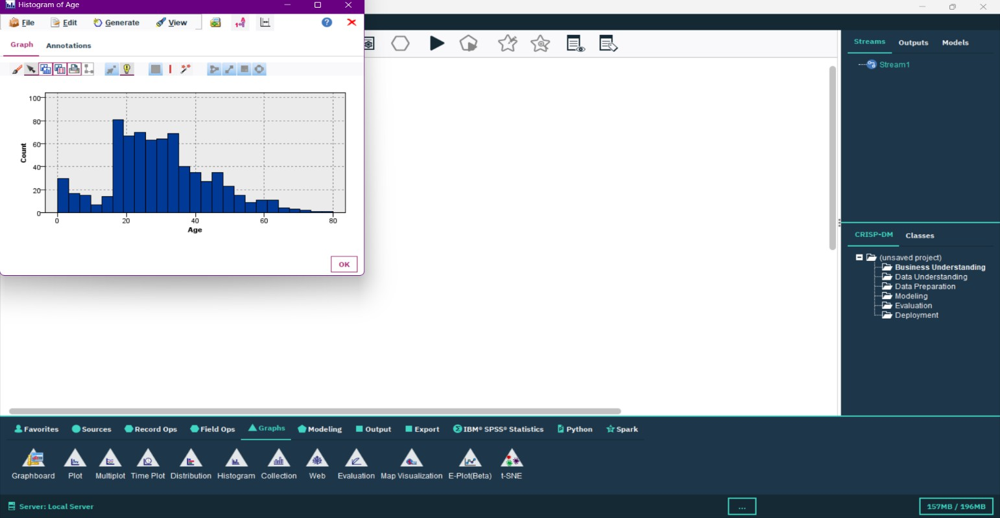 Histogram of Age
File Edit Generate View
Graph Annotations
100
80
60
40
20
0
Count
0 20 40 60 80
Age
OK
Streams Outputs Models
Stream1
CRISP-DM Classes
(unsaved project)
Business Understanding
Data Understanding
Data Preparation
Modeling
Evaluation
Deployment
Favorites Sources Record Ops Field Ops Graphs Modeling Output Export IBM® SPSS® Statistics Python Spark
Graphboard Plot Multiplot Time Plot Distribution Histogram Collection Web Evaluation Map Visualization E-Plot(Beta) t-SNE
Server: Local Server ... 157MB / 196MB